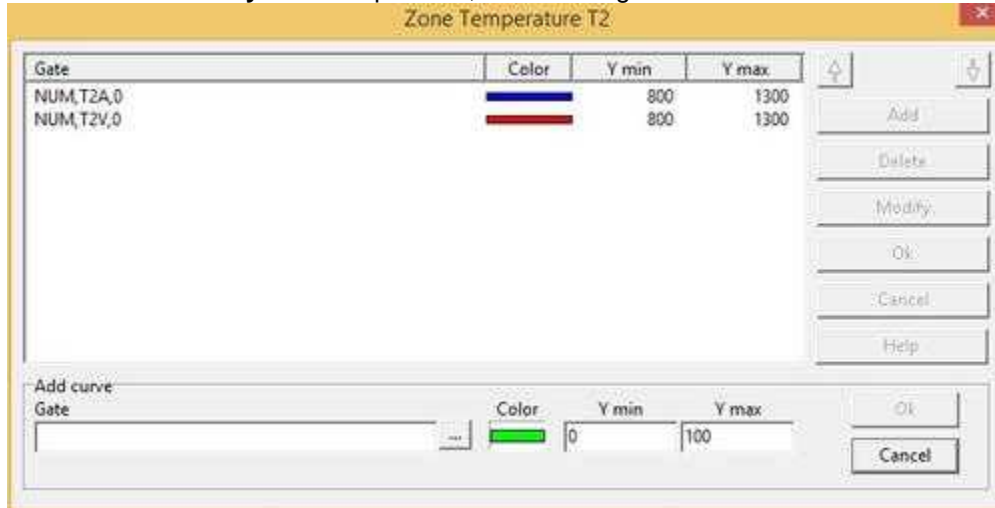 Zone Temperature T2
Gate Color Y min Y max
NUM,T2A,0 800 1300
NUM,T2V,0 800 1300
Add
Delete
Modify
Ok
Cancel
Help
Add curve
Gate Color Y min Y max
... 0 100
Ok
Cancel